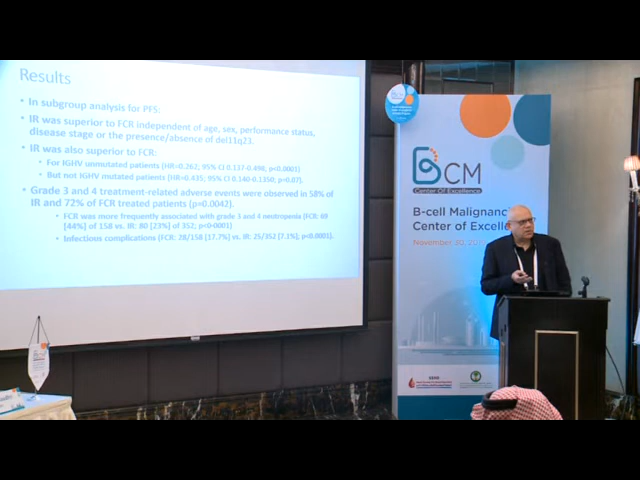 Results
• In subgroup analysis for PFS:
• IR was superior to FCR independent of age, sex, performance status,
disease stage or the presence/absence of del11q23.
• IR was also superior to FCR:
• For IGHV unmutated patients (HR=0.262; 95% CI 0.137-0.498; p<0.0001)
• But not IGHV mutated patients (HR=0.435; 95% CI 0.140-0.1350; p=0.07).
• Grade 3 and 4 treatment-related adverse events were observed in 58% of
IR and 72% of FCR treated patients (p=0.0042).
• FCR was more frequently associated with grade 3 and 4 neutropenia (FCR: 69
[44%] of 158 vs. IR: 80 [23%] of 352; p<0.0001)
• Infectious complications (FCR: 28/158 [17.7%] vs. IR: 25/352 [7.1%]; p<0.0001).
BCM
Center Of Excellence
B-cell Malignanc
Center of Excelle
November 30, 20